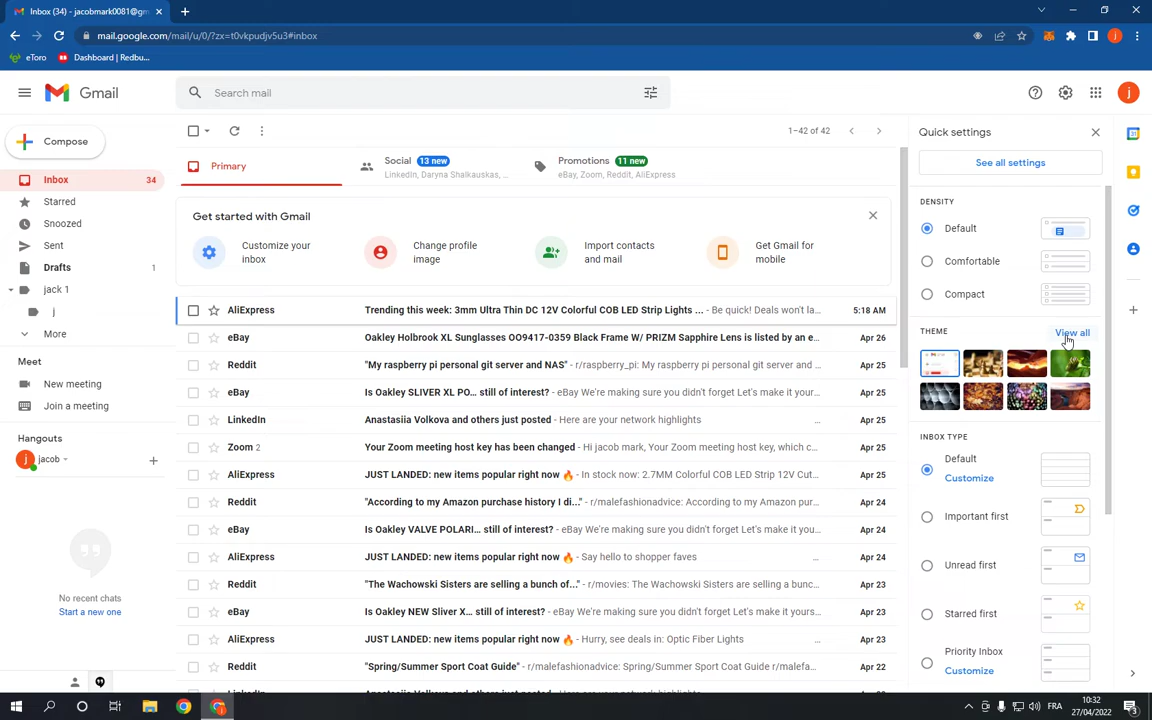 Inbox (34) - jacobmark0081@gm
mail.google.com/mail/u/0/?zx=t0vkpudjv5u3#inbox
eToro
Dashboard | Redbu...
Gmail
Search mail
Compose
Inbox 34
Starred
Snoozed
Sent
Drafts 1
jack 1
j
More
Meet
New meeting
Join a meeting
Hangouts
jacob
No recent chats
Start a new one
1–42 of 42
Primary
Social 13 new
LinkedIn, Daryna Shalkauskas, ...
Promotions 11 new
eBay, Zoom, Reddit, AliExpress
Get started with Gmail
Customize your
inbox
Change profile
image
Import contacts
and mail
Get Gmail for
mobile
AliExpress Trending this week: 3mm Ultra Thin DC 12V Colorful COB LED Strip Lights ... - Be quick! Deals won't la... 5:18 AM
eBay Oakley Holbrook XL Sunglasses OO9417-0359 Black Frame W/ PRIZM Sapphire Lens is listed by an e... Apr 26
Reddit "My raspberry pi personal git server and NAS" - r/raspberry_pi: My raspberry pi personal git server and... Apr 25
eBay Is Oakley SLIVER XL PO... still of interest? - eBay We're making sure you didn't forget Let's make it your... Apr 25
LinkedIn Anastasiia Volkova and others just posted - Here are your network highlights ... Apr 25
Zoom 2 Your Zoom meeting host key has been changed - Hi jacob mark, Your Zoom meeting host key, which c... Apr 25
AliExpress JUST LANDED: new items popular right now 🔥 - In stock now: 2.7MM Colorful COB LED Strip 12V Cut... Apr 25
Reddit "According to my Amazon purchase history I di..." - r/malefashionadvice: According to my Amazon pur... Apr 24
eBay Is Oakley VALVE POLARI... still of interest? - eBay We're making sure you didn't forget Let's make it yours... Apr 24
AliExpress JUST LANDED: new items popular right now 🔥 - Say hello to shopper faves ... Apr 24
Reddit "The Wachowski Sisters are selling a bunch of..." - r/movies: The Wachowski Sisters are selling a bunc... Apr 23
eBay Is Oakley NEW Sliver X... still of interest? - eBay We're making sure you didn't forget Let's make it yours... Apr 23
AliExpress JUST LANDED: new items popular right now 🔥 - Hurry, see deals in: Optic Fiber Lights ... Apr 23
Reddit "Spring/Summer Sport Coat Guide" - r/malefashionadvice: Spring/Summer Sport Coat Guide r/malefa... Apr 22
Quick settings
See all settings
DENSITY
Default
Comfortable
Compact
THEME View all
INBOX TYPE
Default
Customize
Important first
Unread first
Starred first
Priority Inbox
Customize
FRA
10:32
27/04/2022
3